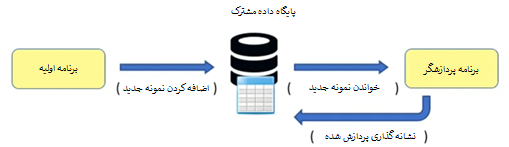 پایگاه داده مشترک
برنامه اولیه
( اضافه کردن نمونه جدید )
( خواندن نمونه جدید )
برنامه پردازشگر
( نشانه گذاری پردازش شده )